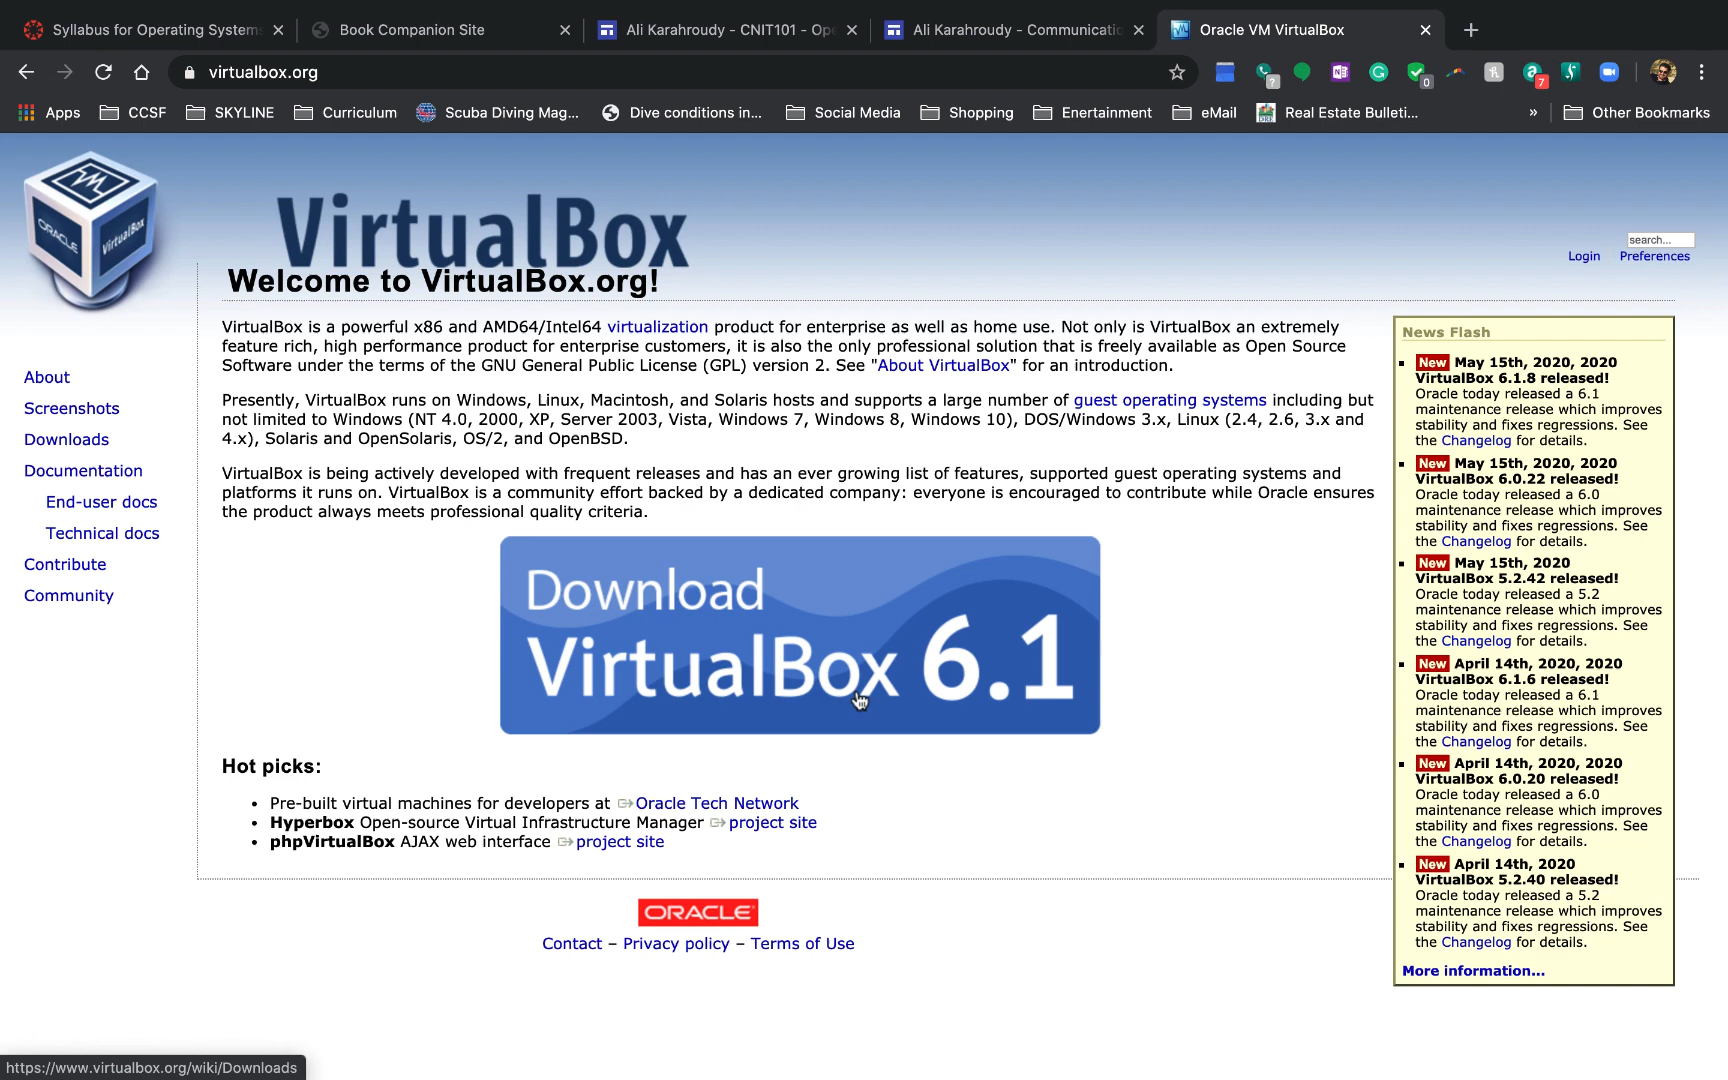 Syllabus for Operating Systems
Book Companion Site
Ali Karahroudy - CNIT101 - Ope
Ali Karahroudy - Communicatio
Oracle VM VirtualBox
virtualbox.org
?
0
7
Apps
CCSF
SKYLINE
Curriculum
Scuba Diving Mag...
Dive conditions in...
Social Media
Shopping
Enertainment
eMail
Real Estate Bulleti...
»
Other Bookmarks
ORACLE
VirtualBox
VirtualBox
search...
Login
Preferences
About
Screenshots
Downloads
Documentation
End-user docs
Technical docs
Contribute
Community
Welcome to VirtualBox.org!
VirtualBox is a powerful x86 and AMD64/Intel64 virtualization product for enterprise as well as home use. Not only is VirtualBox an extremely
feature rich, high performance product for enterprise customers, it is also the only professional solution that is freely available as Open Source
Software under the terms of the GNU General Public License (GPL) version 2. See "About VirtualBox" for an introduction.
Presently, VirtualBox runs on Windows, Linux, Macintosh, and Solaris hosts and supports a large number of guest operating systems including but
not limited to Windows (NT 4.0, 2000, XP, Server 2003, Vista, Windows 7, Windows 8, Windows 10), DOS/Windows 3.x, Linux (2.4, 2.6, 3.x and
4.x), Solaris and OpenSolaris, OS/2, and OpenBSD.
VirtualBox is being actively developed with frequent releases and has an ever growing list of features, supported guest operating systems and
platforms it runs on. VirtualBox is a community effort backed by a dedicated company: everyone is encouraged to contribute while Oracle ensures
the product always meets professional quality criteria.
Download
VirtualBox 6.1
Hot picks:
Pre-built virtual machines for developers at Oracle Tech Network
Hyperbox Open-source Virtual Infrastructure Manager project site
phpVirtualBox AJAX web interface project site
News Flash
New May 15th, 2020, 2020
VirtualBox 6.1.8 released!
Oracle today released a 6.1
maintenance release which improves
stability and fixes regressions. See
the Changelog for details.
New May 15th, 2020, 2020
VirtualBox 6.0.22 released!
Oracle today released a 6.0
maintenance release which improves
stability and fixes regressions. See
the Changelog for details.
New May 15th, 2020
VirtualBox 5.2.42 released!
Oracle today released a 5.2
maintenance release which improves
stability and fixes regressions. See
the Changelog for details.
New April 14th, 2020, 2020
VirtualBox 6.1.6 released!
Oracle today released a 6.1
maintenance release which improves
stability and fixes regressions. See
the Changelog for details.
New April 14th, 2020, 2020
VirtualBox 6.0.20 released!
Oracle today released a 6.0
maintenance release which improves
stability and fixes regressions. See
the Changelog for details.
New April 14th, 2020
VirtualBox 5.2.40 released!
Oracle today released a 5.2
maintenance release which improves
stability and fixes regressions. See
the Changelog for details.
More information...
ORACLE
Contact – Privacy policy – Terms of Use
https://www.virtualbox.org/wiki/Downloads